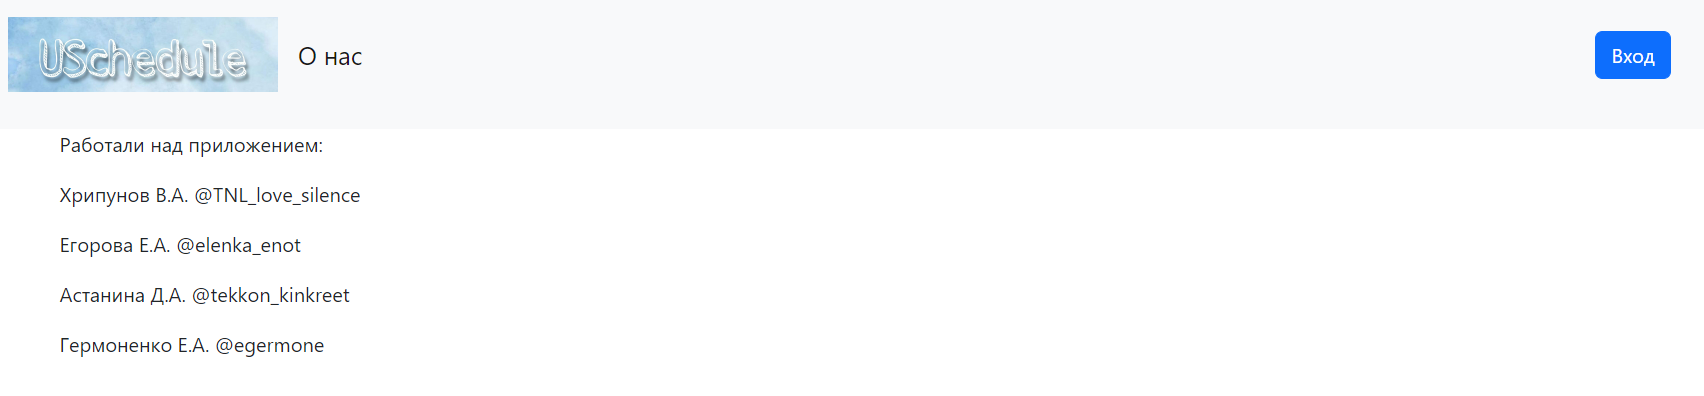 USchedule
О нас
Вход
Работали над приложением:
Хрипунов В.А. @TNL_love_silence
Егорова Е.А. @elenka_enot
Астанина Д.А. @tekkon_kinkreet
Гермоненко Е.А. @egermone